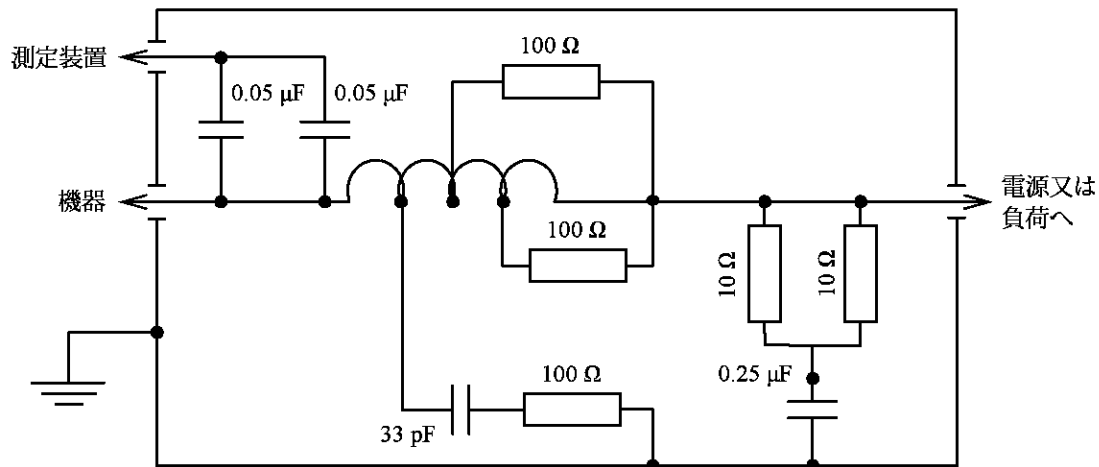 測定装置
100 Ω
0.05 μF
0.05 μF
機器
電源又は
負荷へ
100 Ω
10 Ω
10 Ω
100 Ω
0.25 μF
33 pF